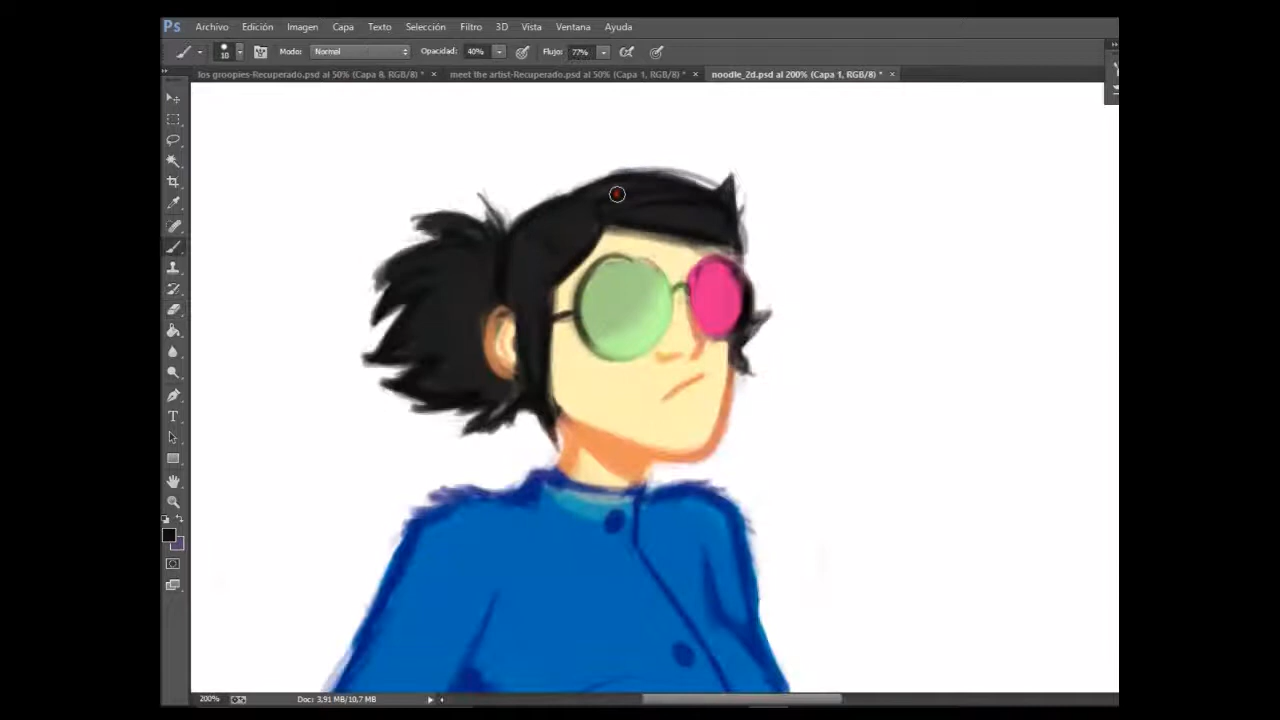 Ps Archivo Edición Imagen Capa Texto Selección Filtro 3D Vista Ventana Ayuda
10 Modo: Normal Opacidad: 40% Flujo: 77%
los groopies-Recuperado.psd al 50% (Capa 8, RGB/8) * × meet the artist-Recuperado.psd al 50% (Capa 1, RGB/8) * × noodle_2d.psd al 200% (Capa 1, RGB/8) * ×
T
200% Doc: 3,91 MB/10,7 MB